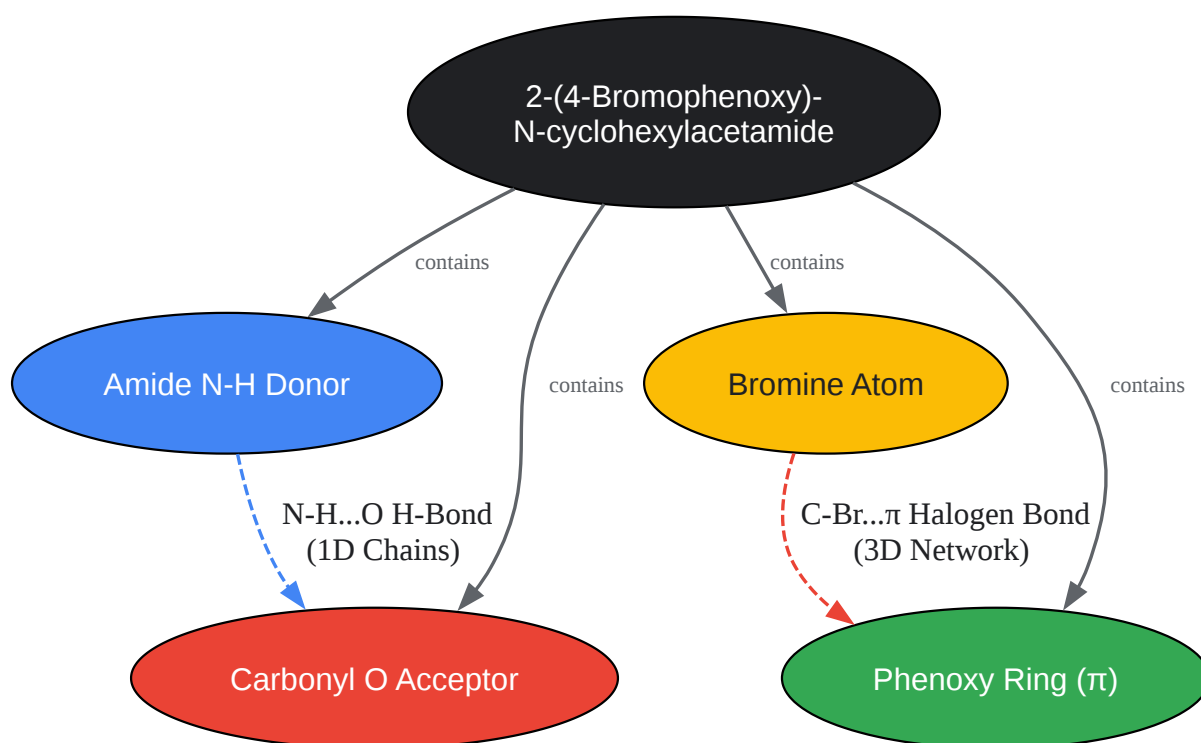 2-(4-Bromophenoxy)-
N-cyclohexylacetamide
contains
contains
Amide N-H Donor
contains
Bromine Atom
contains
N-H...O H-Bond
(1D Chains)
C-Br...π Halogen Bond
(3D Network)
Carbonyl O Acceptor
Phenoxy Ring (π)